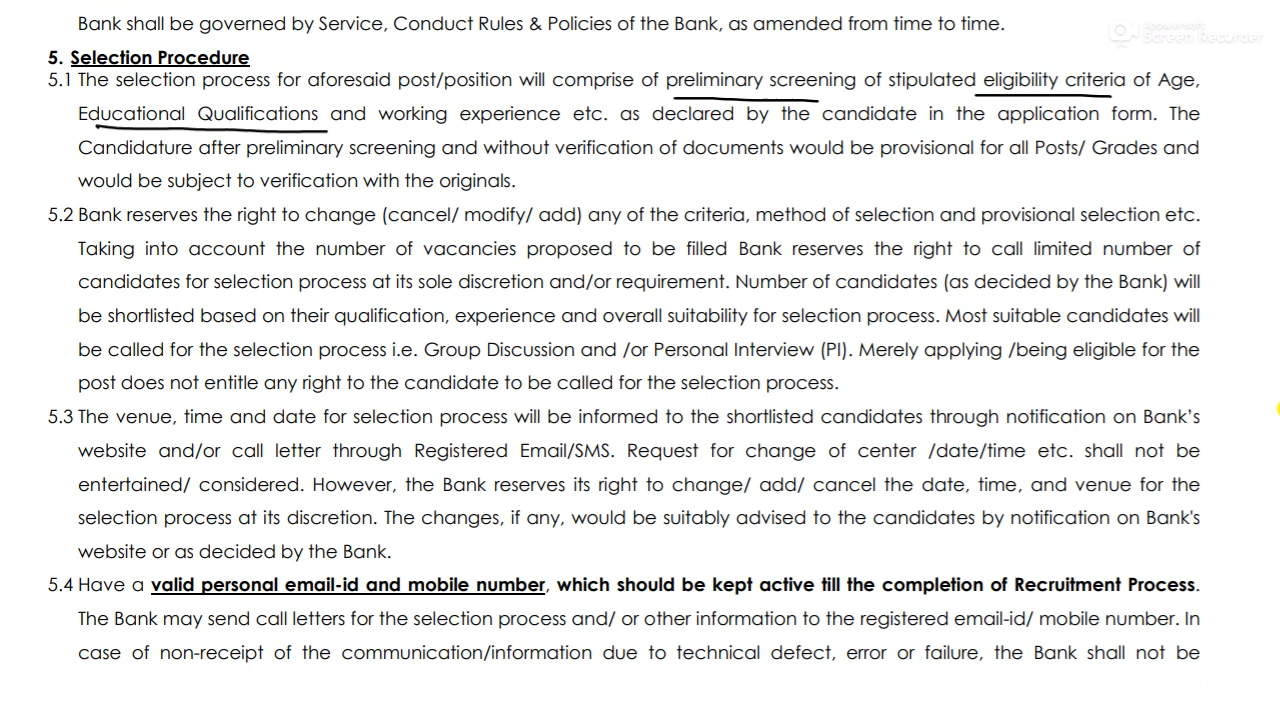 Bank shall be governed by Service, Conduct Rules & Policies of the Bank, as amended from time to time.
apowersoft
Screen Recorder
5. Selection Procedure
5.1 The selection process for aforesaid post/position will comprise of preliminary screening of stipulated eligibility criteria of Age,
Educational Qualifications and working experience etc. as declared by the candidate in the application form. The
Candidature after preliminary screening and without verification of documents would be provisional for all Posts/ Grades and
would be subject to verification with the originals.
5.2 Bank reserves the right to change (cancel/ modify/ add) any of the criteria, method of selection and provisional selection etc.
Taking into account the number of vacancies proposed to be filled Bank reserves the right to call limited number of
candidates for selection process at its sole discretion and/or requirement. Number of candidates (as decided by the Bank) will
be shortlisted based on their qualification, experience and overall suitability for selection process. Most suitable candidates will
be called for the selection process i.e. Group Discussion and /or Personal Interview (PI). Merely applying /being eligible for the
post does not entitle any right to the candidate to be called for the selection process.
5.3 The venue, time and date for selection process will be informed to the shortlisted candidates through notification on Bank's
website and/or call letter through Registered Email/SMS. Request for change of center /date/time etc. shall not be
entertained/ considered. However, the Bank reserves its right to change/ add/ cancel the date, time, and venue for the
selection process at its discretion. The changes, if any, would be suitably advised to the candidates by notification on Bank's
website or as decided by the Bank.
5.4 Have a valid personal email-id and mobile number, which should be kept active till the completion of Recruitment Process.
The Bank may send call letters for the selection process and/ or other information to the registered email-id/ mobile number. In
case of non-receipt of the communication/information due to technical defect, error or failure, the Bank shall not be